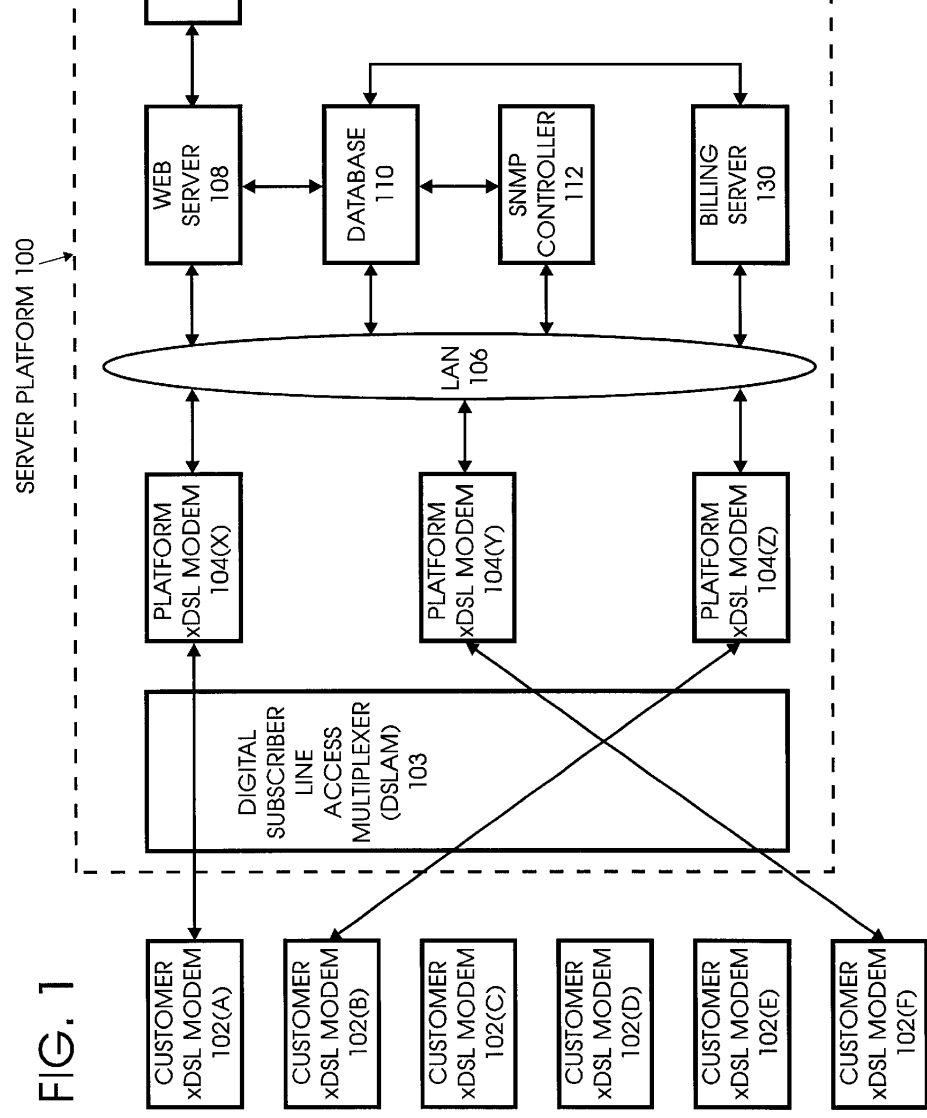 FIG. 1
SERVER PLATFORM 100
CUSTOMER
xDSL MODEM
102(A)
CUSTOMER
xDSL MODEM
102(B)
CUSTOMER
xDSL MODEM
102(C)
CUSTOMER
xDSL MODEM
102(D)
CUSTOMER
xDSL MODEM
102(E)
CUSTOMER
xDSL MODEM
102(F)
DIGITAL
SUBSCRIBER
LINE
ACCESS
MULTIPLEXER
(DSLAM)
103
PLATFORM
xDSL MODEM
104(X)
PLATFORM
xDSL MODEM
104(Y)
PLATFORM
xDSL MODEM
104(Z)
LAN
106
WEB
SERVER
108
DATABASE
110
SNMP
CONTROLLER
112
BILLING
SERVER
130